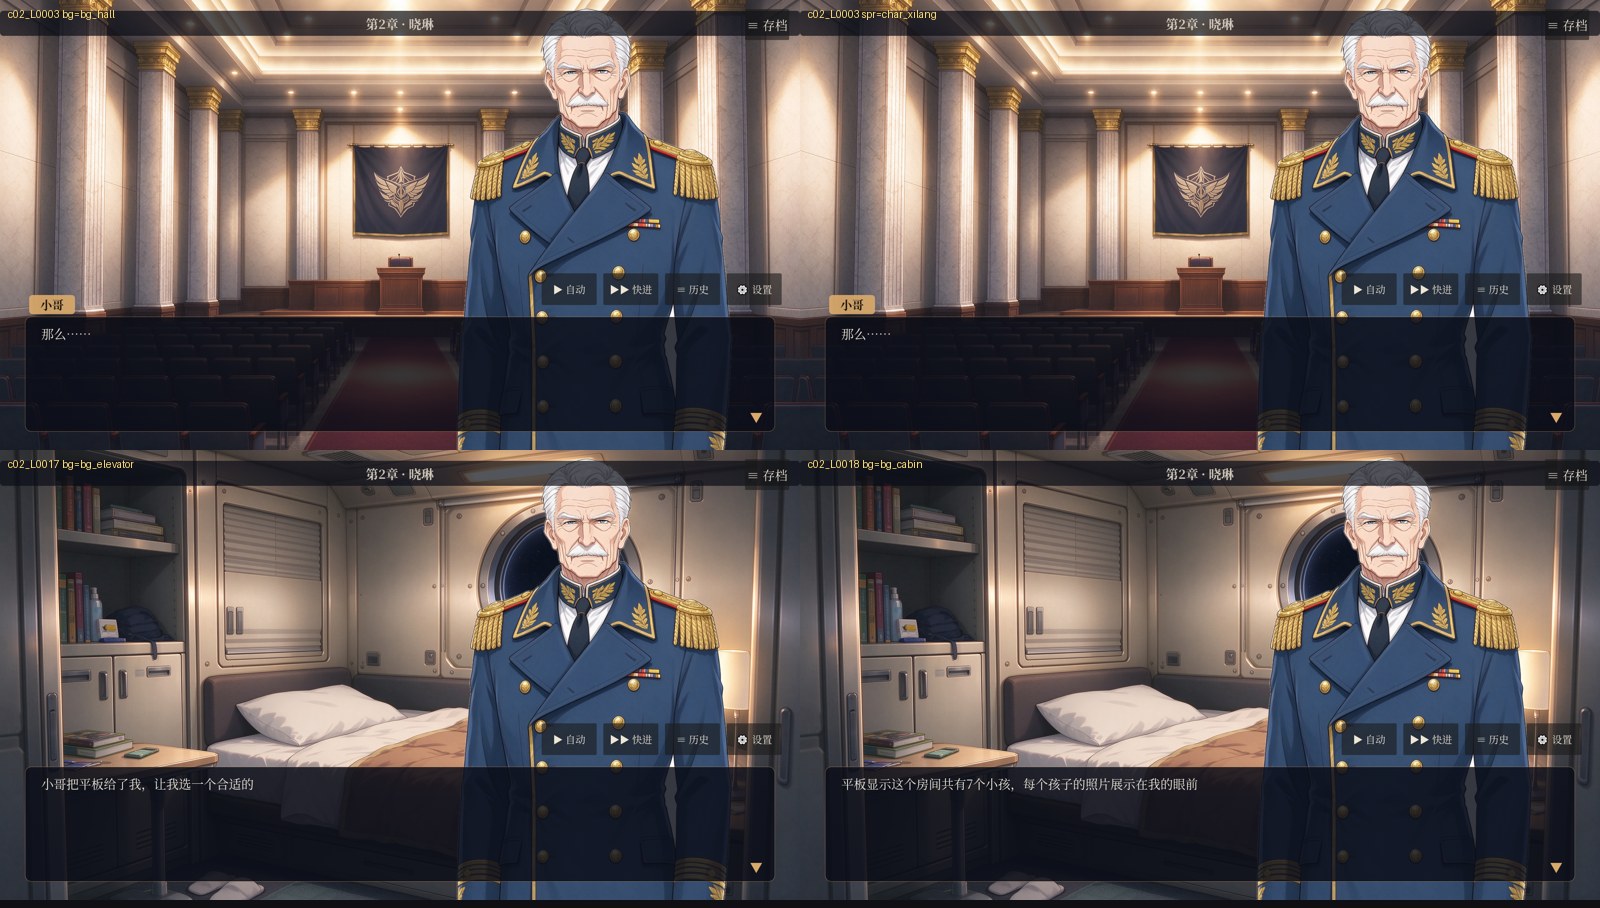 c02_L0003 bg=bg_hall
第2章 · 晓琳
≡ 存档
小哥
▶ 自动
▶▶ 快进
≡ 历史
设置
那么……
c02_L0003 spr=char_xilang
第2章 · 晓琳
≡ 存档
小哥
▶ 自动
▶▶ 快进
≡ 历史
设置
那么……
c02_L0017 bg=bg_elevator
第2章 · 晓琳
≡ 存档
▶ 自动
▶▶ 快进
≡ 历史
设置
小哥把平板给了我，让我选一个合适的
c02_L0018 bg=bg_cabin
第2章 · 晓琳
≡ 存档
▶ 自动
▶▶ 快进
≡ 历史
设置
平板显示这个房间共有7个小孩，每个孩子的照片展示在我的眼前